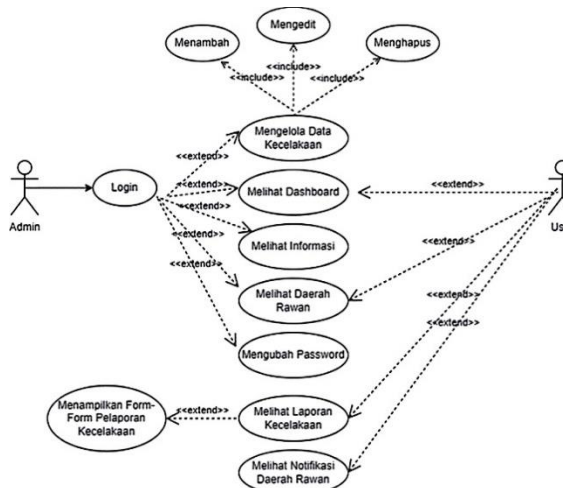 Mengedit
Menambah
Menghapus
<<include>>
<<include>>
<<include>>
Mengelola Data
Kecelakaan
<<extend>>
Login
<<extend>>
Melihat Dashboard
<<extend>>
<<extend>>
Admin
Us
Melihat Informasi
<<extend>>
<<extend>>
<<extend>>
Melihat Daerah
Rawan
<<extend>>
<<extend>>
Mengubah Password
Menampilkan Form-
Form Pelaporan
Kecelakaan
<<extend>>
Melihat Laporan
Kecelakaan
Melihat Notifikasi
Daerah Rawan